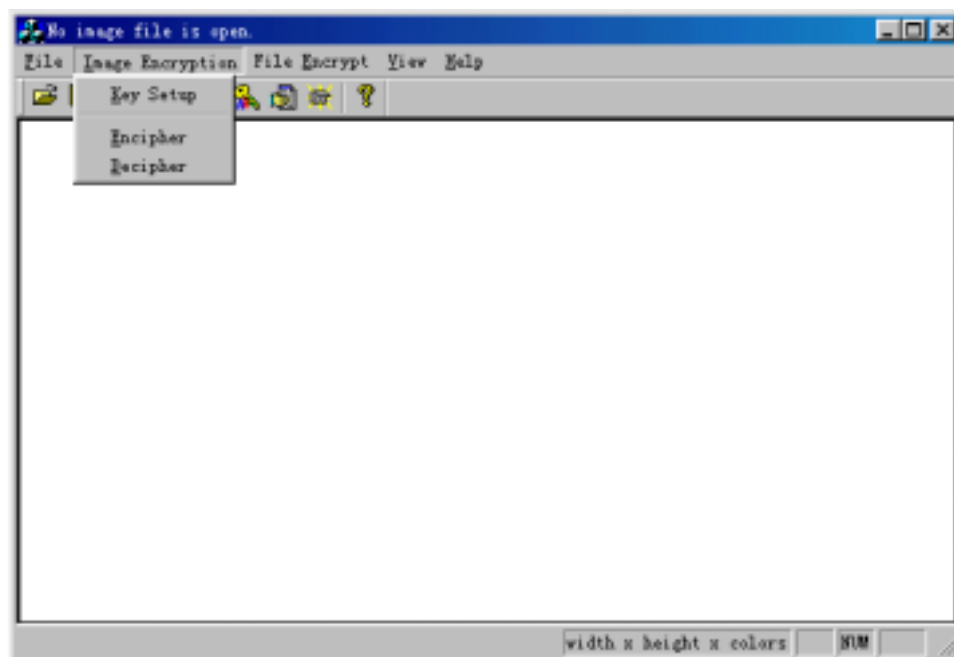 No image file is open.
File Image Encryption File Encrypt View Help
Key Setup
Encipher
Decipher
width x height x colors NUM